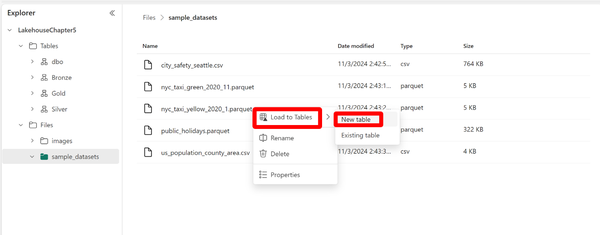 Explorer
Files > sample_datasets
LakehouseChapter5
Tables
dbo
Bronze
Gold
Silver
Files
images
sample_datasets
Name Date modified Type Size
city_safety_seattle.csv 11/3/2024 2:42:5... csv 764 KB
nyc_taxi_green_2020_11.parquet 11/3/2024 2:43:1... parquet 5 KB
nyc_taxi_yellow_2020_1.parquet 11/3/2024 2:43:2... parquet 5 KB
public_holidays.parquet parquet 322 KB
us_population_county_area.csv 11/3/2024 2:43:3... csv 4 KB
Load to Tables
Rename
Delete
Properties
New table
Existing table